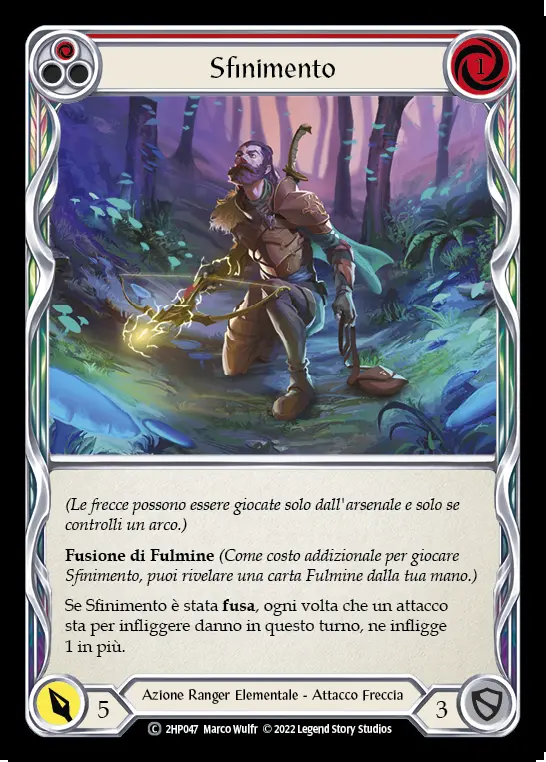 Sfinimento
1
(Le frecce possono essere giocate solo dall'arsenale e solo se
controlli un arco.)
Fusione di Fulmine (Come costo addizionale per giocare
Sfinimento, puoi rivelare una carta Fulmine dalla tua mano.)
Se Sfinimento è stata fusa, ogni volta che un attacco
sta per infliggere danno in questo turno, ne infligge
1 in più.
5
Azione Ranger Elementale - Attacco Freccia
3
C 2HP047 Marco Wulfr © 2022 Legend Story Studios